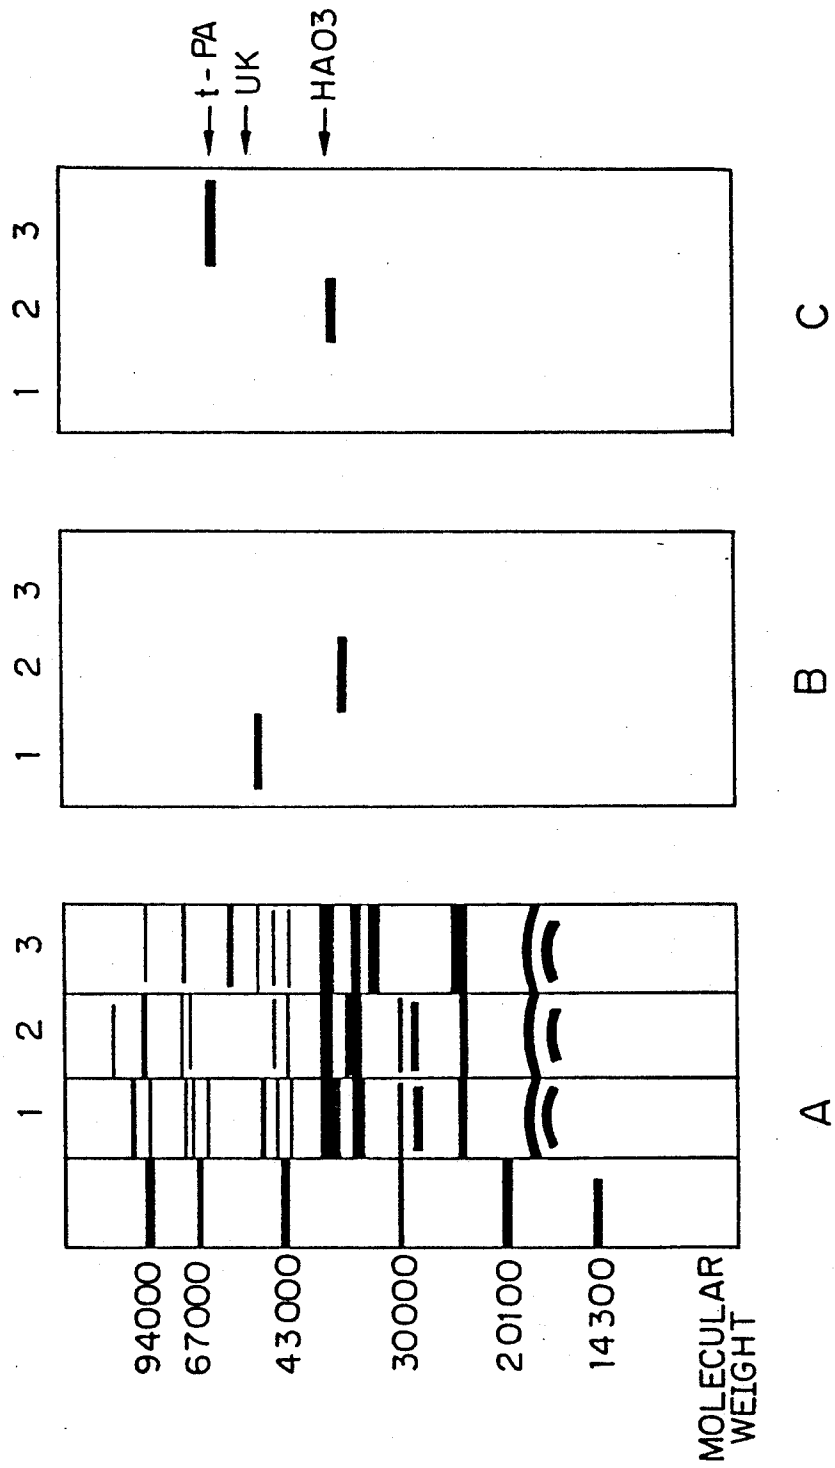 1 2 3
1 2 3
1 2 3
← t-PA
← UK
← HA03
94000
67000
43000
30000
20100
14300
MOLECULAR
WEIGHT
A
B
C